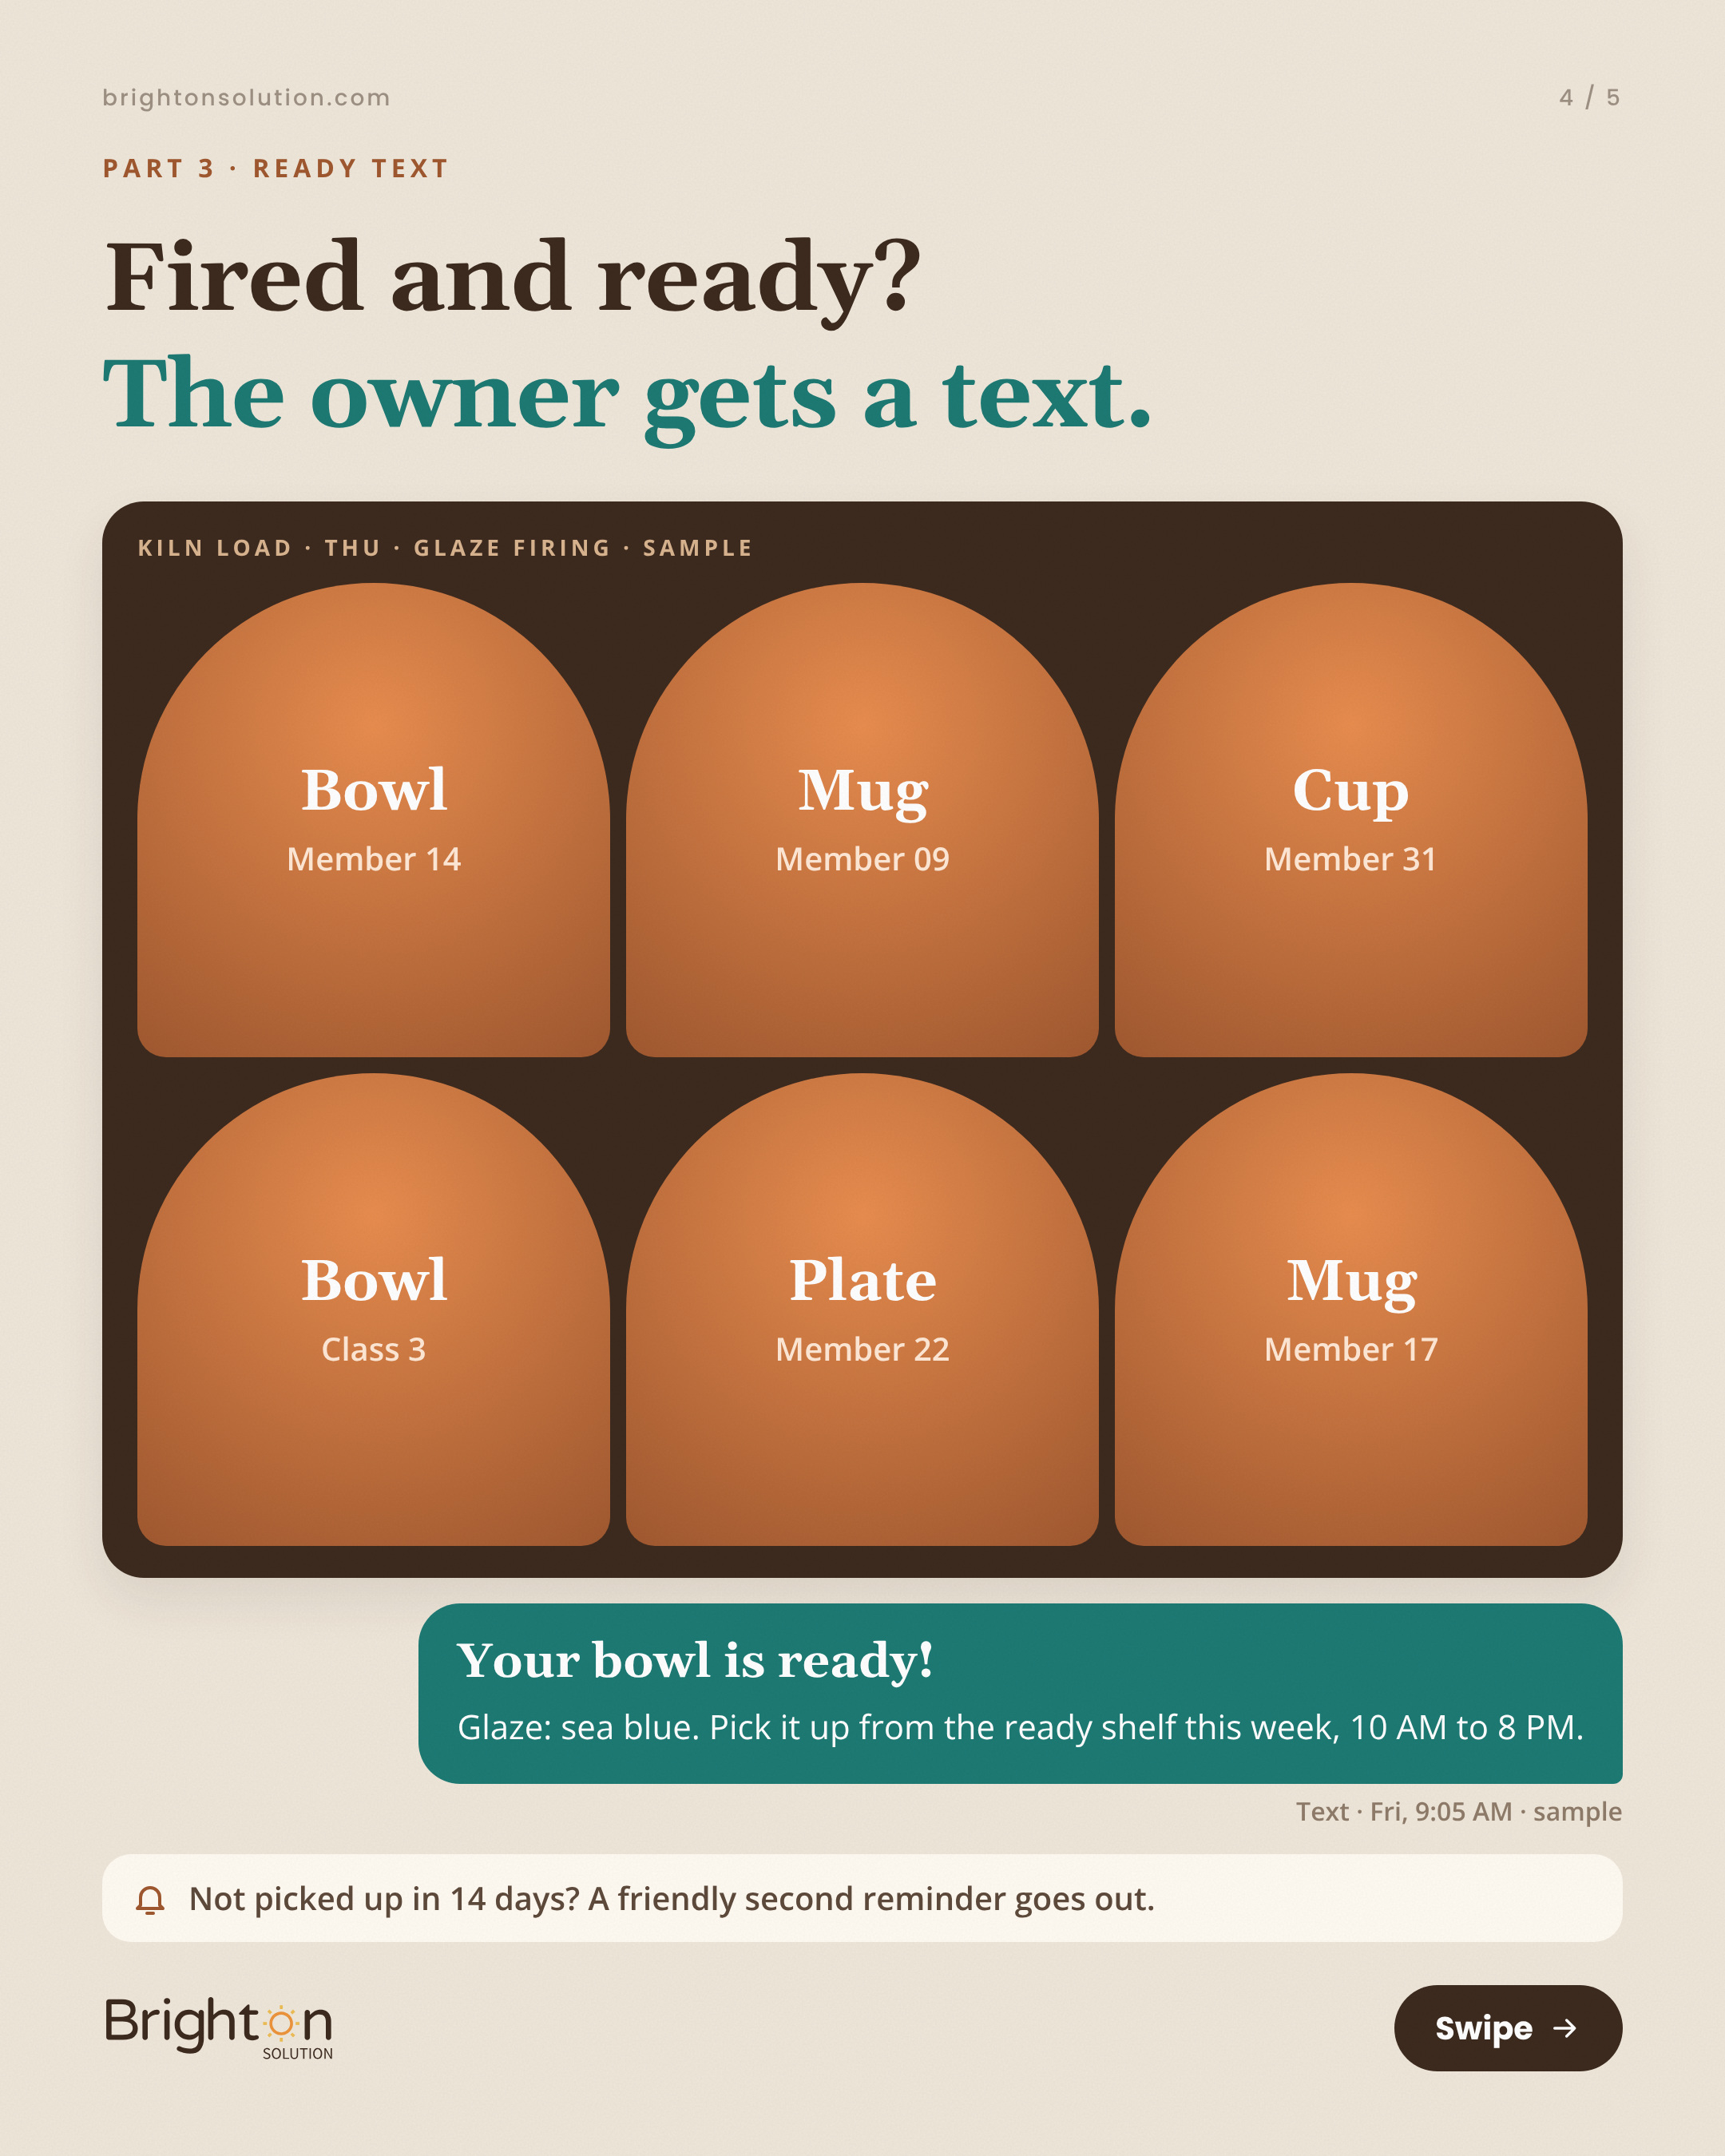 brightonsolution.com
4 / 5
PART 3 · READY TEXT
Fired and ready?
The owner gets a text.
KILN LOAD · THU · GLAZE FIRING · SAMPLE
Bowl
Member 14
Mug
Member 09
Cup
Member 31
Bowl
Class 3
Plate
Member 22
Mug
Member 17
Your bowl is ready!
Glaze: sea blue. Pick it up from the ready shelf this week, 10 AM to 8 PM.
Text · Fri, 9:05 AM · sample
Not picked up in 14 days? A friendly second reminder goes out.
Brighton
SOLUTION
Swipe →